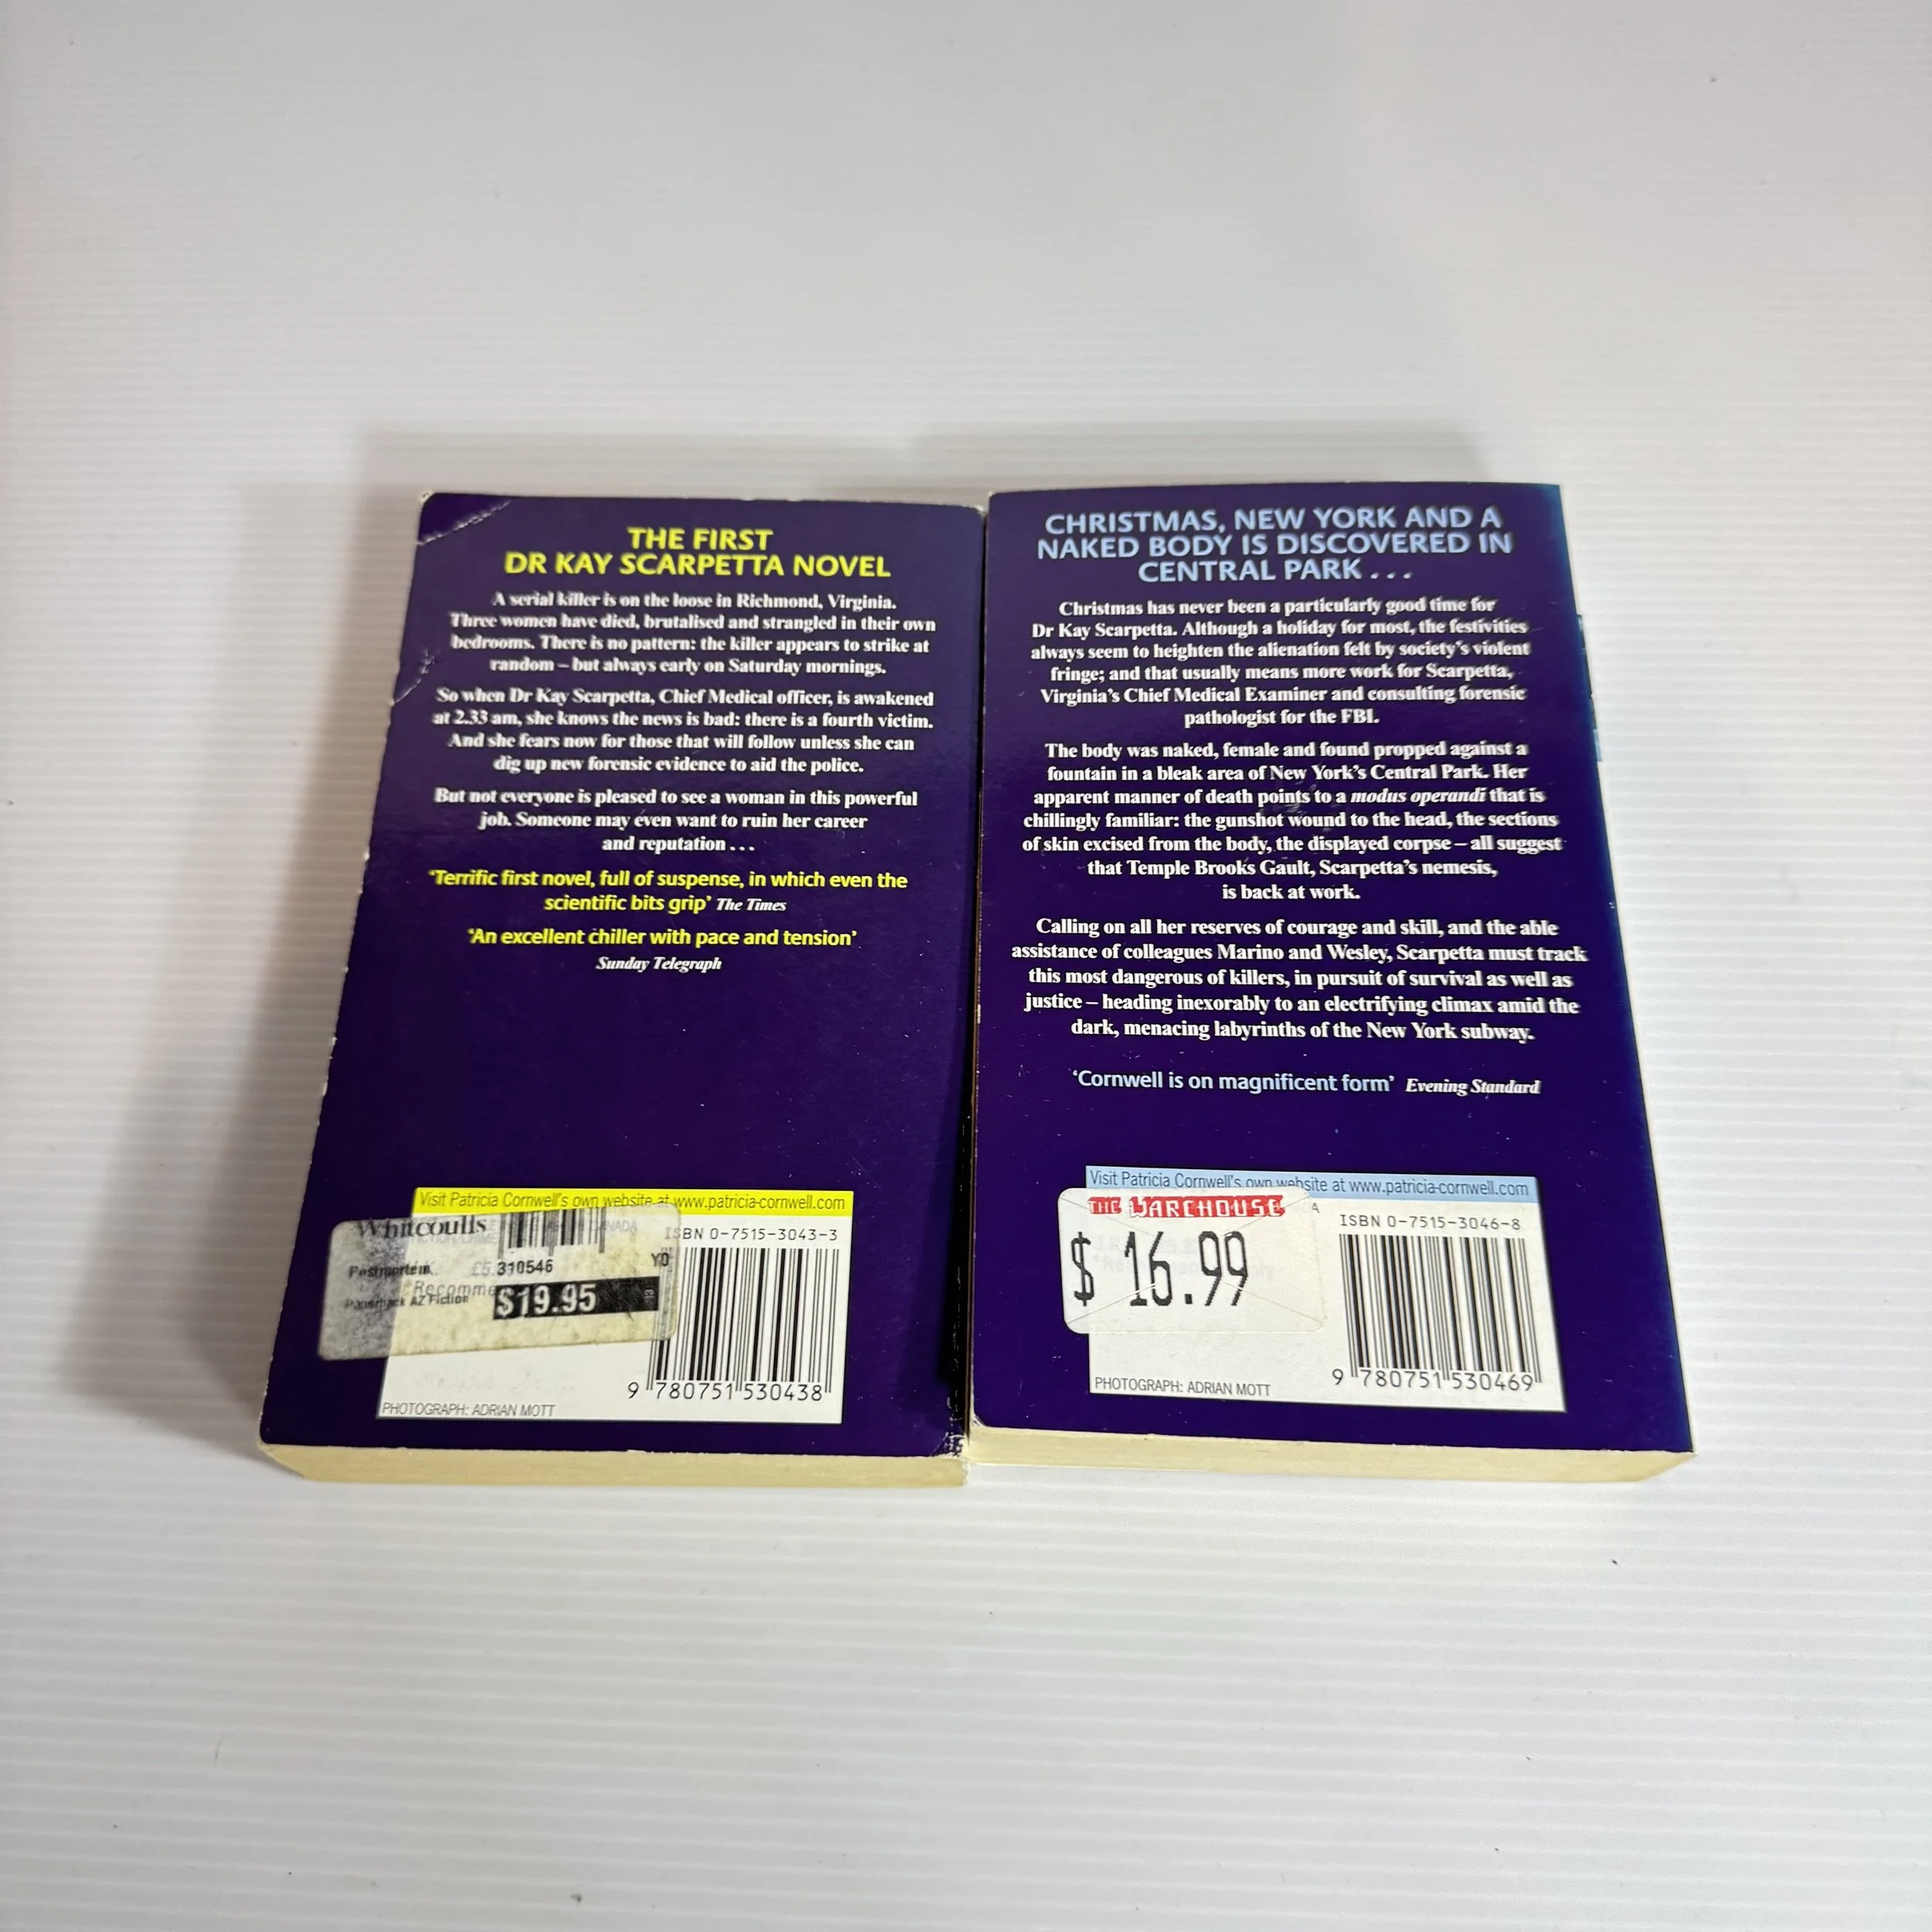 THE FIRST
DR KAY SCARPETTA NOVEL
A serial killer is on the loose in Richmond, Virginia.
Three women have died, brutalised and strangled in their own
bedrooms. There is no pattern: the killer appears to strike at
random – but always early on Saturday mornings.
So when Dr Kay Scarpetta, Chief Medical officer, is awakened
at 2.33 am, she knows the news is bad: there is a fourth victim.
And she fears now for those that will follow unless she can
dig up new forensic evidence to aid the police.
But not everyone is pleased to see a woman in this powerful
job. Someone may even want to ruin her career
and reputation . . .
‘Terrific first novel, full of suspense, in which even the
scientific bits grip’ The Times
‘An excellent chiller with pace and tension’
Sunday Telegraph
Visit Patricia Cornwell's own website at www.patricia-cornwell.com
Whitcoulls
CANADA
ISBN 0-7515-3043-3
Postmortem
£5.
310546
YO
Recomme
Paperback AZ Fiction
$19.95
13
9 780751 530438
PHOTOGRAPH: ADRIAN MOTT
CHRISTMAS, NEW YORK AND A
NAKED BODY IS DISCOVERED IN
CENTRAL PARK . . .
Christmas has never been a particularly good time for
Dr Kay Scarpetta. Although a holiday for most, the festivities
always seem to heighten the alienation felt by society’s violent
fringe; and that usually means more work for Scarpetta,
Virginia’s Chief Medical Examiner and consulting forensic
pathologist for the FBI.
The body was naked, female and found propped against a
fountain in a bleak area of New York’s Central Park. Her
apparent manner of death points to a modus operandi that is
chillingly familiar: the gunshot wound to the head, the sections
of skin excised from the body, the displayed corpse – all suggest
that Temple Brooks Gault, Scarpetta’s nemesis,
is back at work.
Calling on all her reserves of courage and skill, and the able
assistance of colleagues Marino and Wesley, Scarpetta must track
this most dangerous of killers, in pursuit of survival as well as
justice – heading inexorably to an electrifying climax amid the
dark, menacing labyrinths of the New York subway.
‘Cornwell is on magnificent form’ Evening Standard
Visit Patricia Cornwell's own website at www.patricia-cornwell.com
THE WAREHOUSE
A
ISBN 0-7515-3046-8
$ 16.99
9 780751 530469
PHOTOGRAPH: ADRIAN MOTT